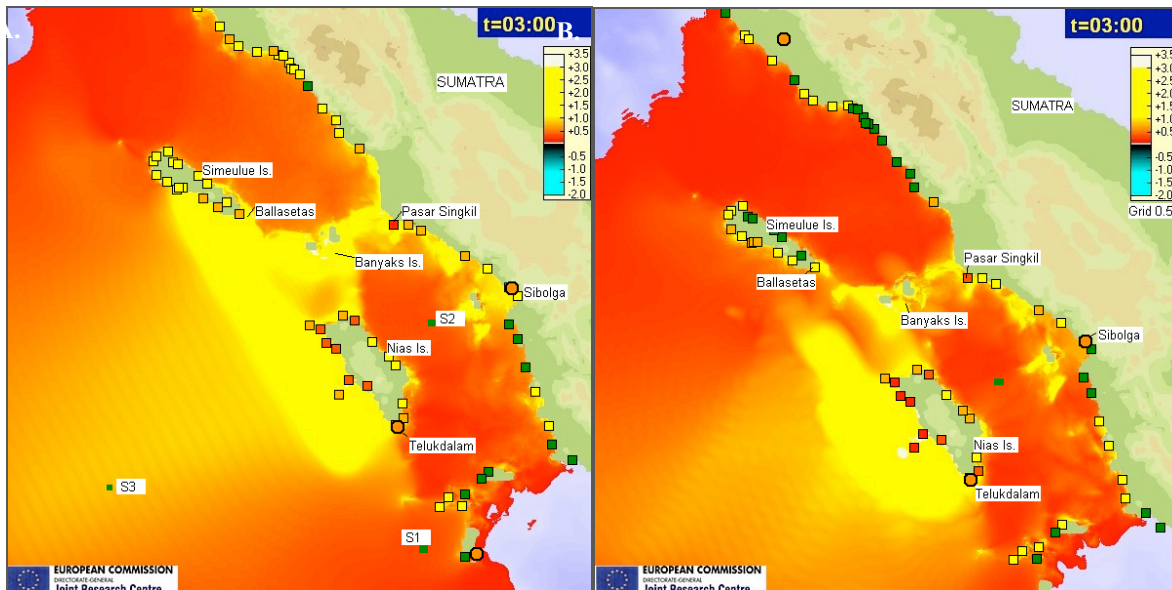 A.
t=03:00
+3.5
+3.0
+2.5
+2.0
+1.5
+1.0
+0.5
-0.5
-1.0
-1.5
-2.0
SUMATRA
Simeulue Is.
Ballasetas
Pasar Singkil
Banyaks Is.
Sibolga
S2
Nias Is.
Telukdalam
S3
S1
EUROPEAN COMMISSION
DIRECTORATE-GENERAL
Joint Research Centre
B.
t=03:00
+3.5
+3.0
+2.5
+2.0
+1.5
+1.0
+0.5
-0.5
-1.0
-1.5
-2.0
Grid 0.5
SUMATRA
Simeulue Is.
Ballasetas
Pasar Singkil
Banyaks Is.
Sibolga
Nias Is.
Telukdalam
EUROPEAN COMMISSION
DIRECTORATE-GENERAL
Joint Research Centre